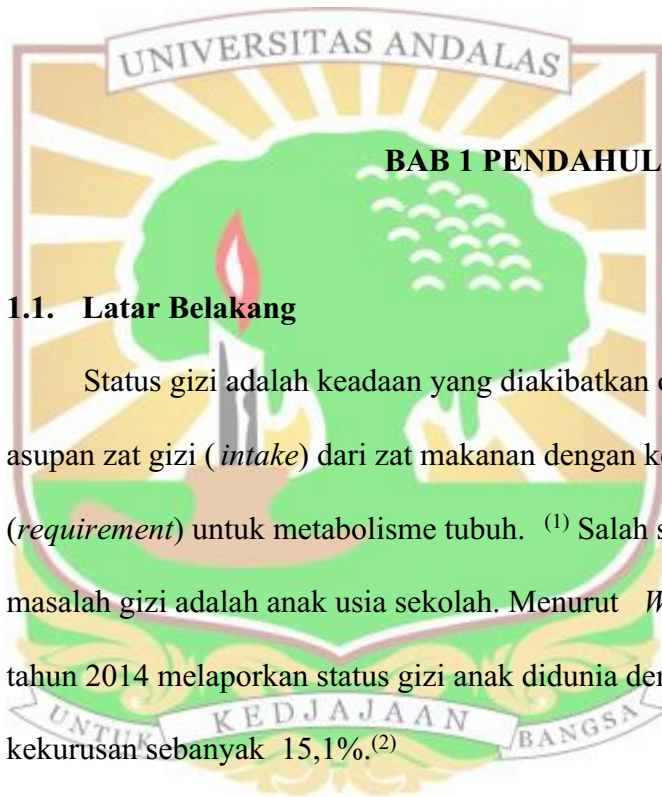 UNIVERSITAS ANDALAS
BAB 1 PENDAHUL
1.1. Latar Belakang
Status gizi adalah keadaan yang diakibatkan
asupan zat gizi (intake) dari zat makanan dengan
(requirement) untuk metabolisme tubuh. (1) Salah
masalah gizi adalah anak usia sekolah. Menurut
tahun 2014 melaporkan status gizi anak didunia
UNTUK KEDJAJAAN BANGSA
kekurusan sebanyak 15,1%.(2)